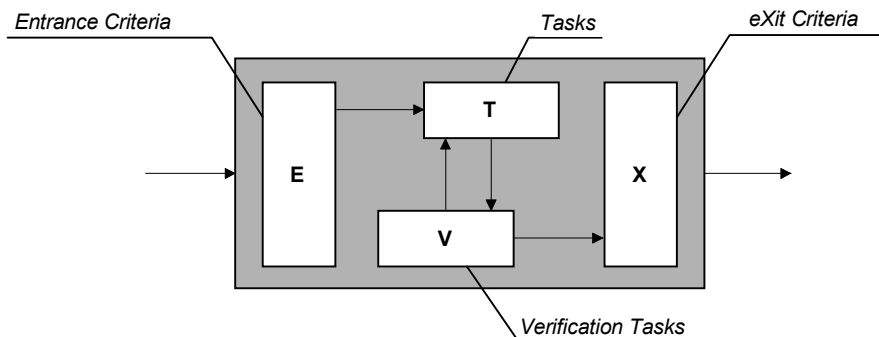 Entrance Criteria
Tasks
eXit Criteria
E
T
X
V
Verification Tasks